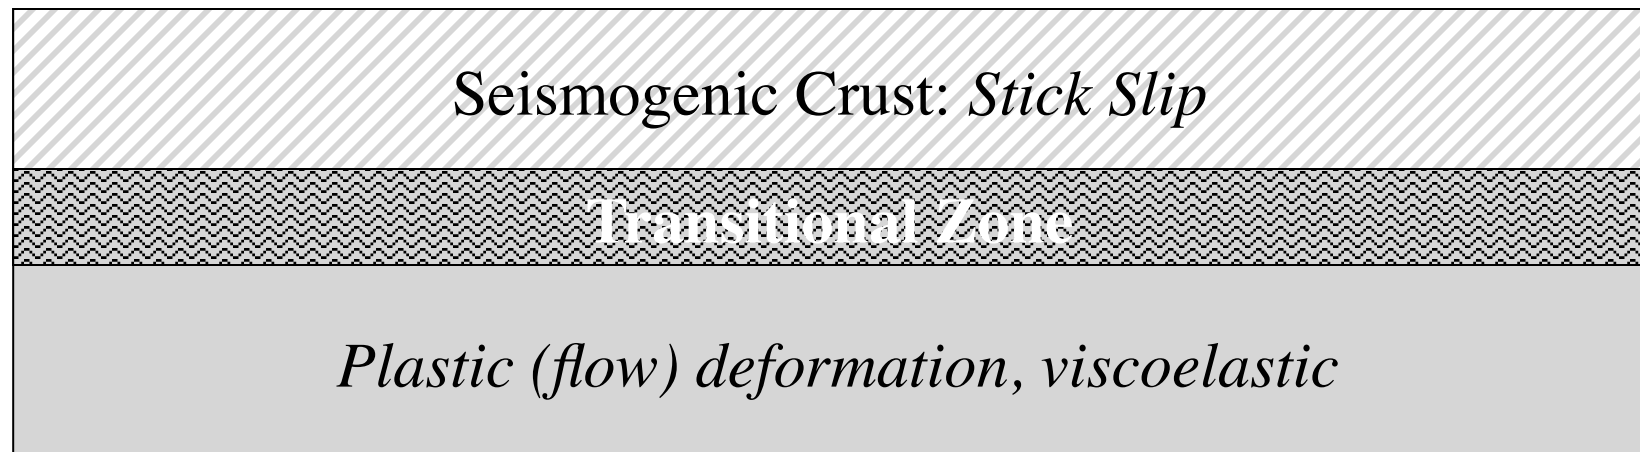 Seismogenic Crust: Stick Slip
Transitional Zone
Plastic (flow) deformation, viscoelastic